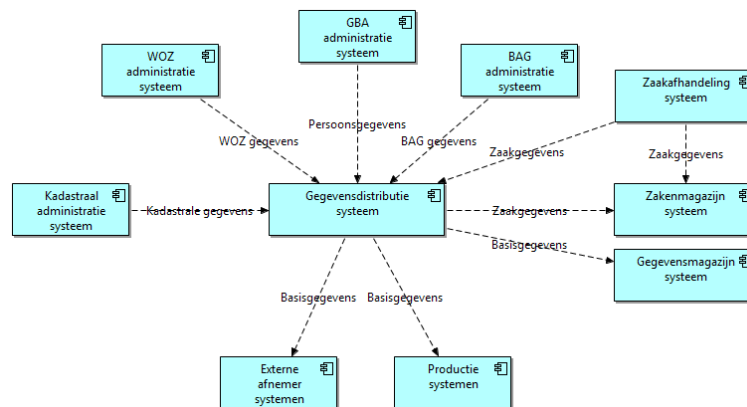 GBA
administratie
systeem
WOZ
administratie
systeem
BAG
administratie
systeem
Zaakafhandeling
systeem
Persoonsgegevens
WOZ gegevens
BAG gegevens
Zaakgegevens
Zaakgegevens
Kadastraal
administratie
systeem
Kadastrale gegevens
Gegevensdistributie
systeem
Zaakgegevens
Zakenmagazijn
systeem
Basisgegevens
Gegevensmagazijn
systeem
Basisgegevens
Basisgegevens
Externe
afnemer
systemen
Productie
systemen